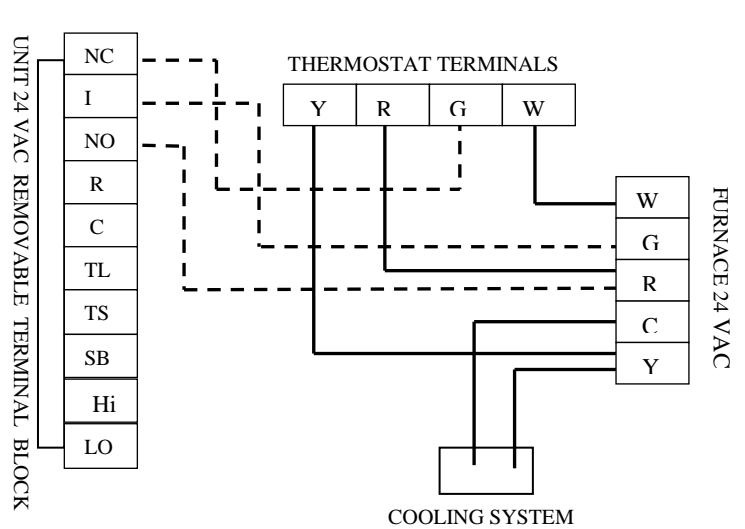 UNIT 24 VAC REMOVABLE TERMINAL BLOCK
NC
I
NO
R
C
TL
TS
SB
Hi
LO
THERMOSTAT TERMINALS
Y R G W
W
G
R
C
Y
FURNACE 24 VAC
COOLING SYSTEM